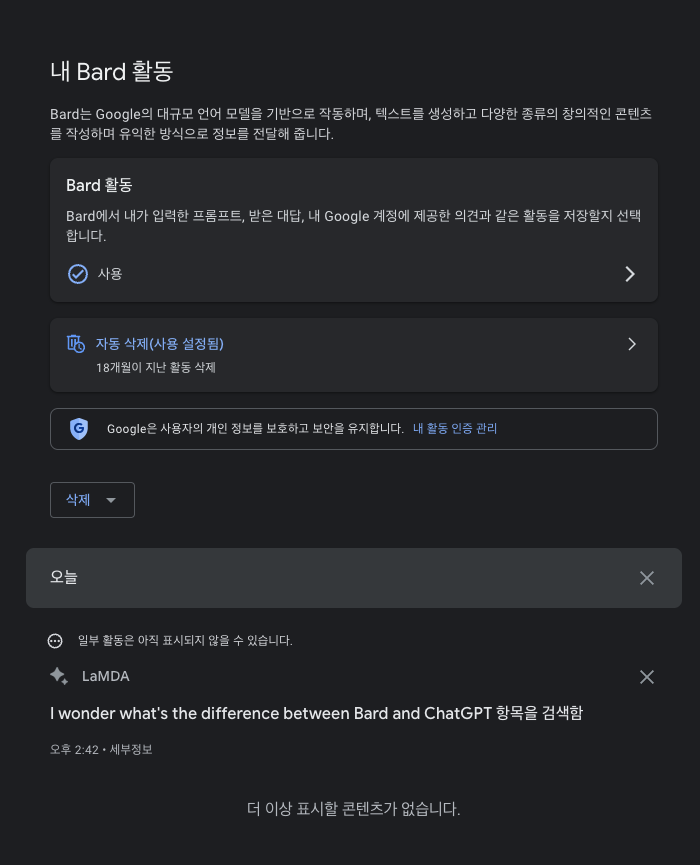 내 Bard 활동
Bard는 Google의 대규모 언어 모델을 기반으로 작동하며, 텍스트를 생성하고 다양한 종류의 창의적인 콘텐츠
를 작성하며 유익한 방식으로 정보를 전달해 줍니다.
Bard 활동
Bard에서 내가 입력한 프롬프트, 받은 대답, 내 Google 계정에 제공한 의견과 같은 활동을 저장할지 선택
합니다.
사용
자동 삭제(사용 설정됨)
18개월이 지난 활동 삭제
Google은 사용자의 개인 정보를 보호하고 보안을 유지합니다. 내 활동 인증 관리
삭제
오늘
일부 활동은 아직 표시되지 않을 수 있습니다.
LaMDA
I wonder what's the difference between Bard and ChatGPT 항목을 검색함
오후 2:42 • 세부정보
더 이상 표시할 콘텐츠가 없습니다.